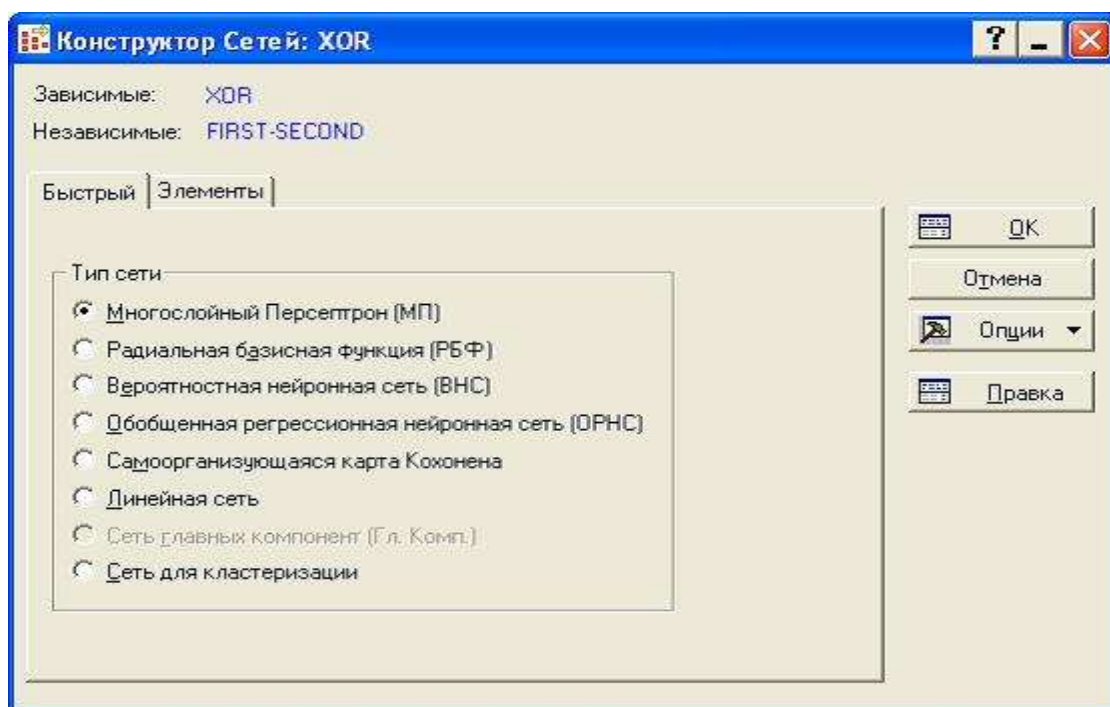 Конструктор Сетей: XOR
Зависимые: XOR
Независимые: FIRST-SECOND
Быстрый Элементы
OK
Тип сети
Отмена
Многослойный Персептрон (МП)
Опции
Радиальная базисная функция (РБФ)
Вероятностная нейронная сеть (ВНС)
Правка
Обобщенная регрессионная нейронная сеть (ОРНС)
Самоорганизующаяся карта Кохонена
Линейная сеть
Сеть главных компонент (Гл. Комп.)
Сеть для кластеризации